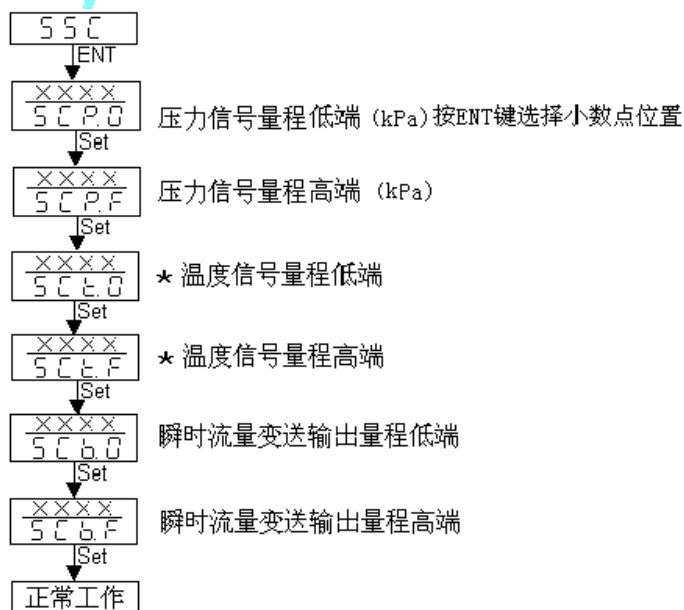 SSC
ENT
XXXX
SCP.0 压力信号量程低端 (kPa)按ENT键选择小数点位置
Set
XXXX
SCP.F 压力信号量程高端 (kPa)
Set
XXXX
SCt.0 * 温度信号量程低端
Set
XXXX
SCt.F * 温度信号量程高端
Set
XXXX
SCb.0 瞬时流量变送输出量程低端
Set
XXXX
SCb.F 瞬时流量变送输出量程高端
Set
正常工作